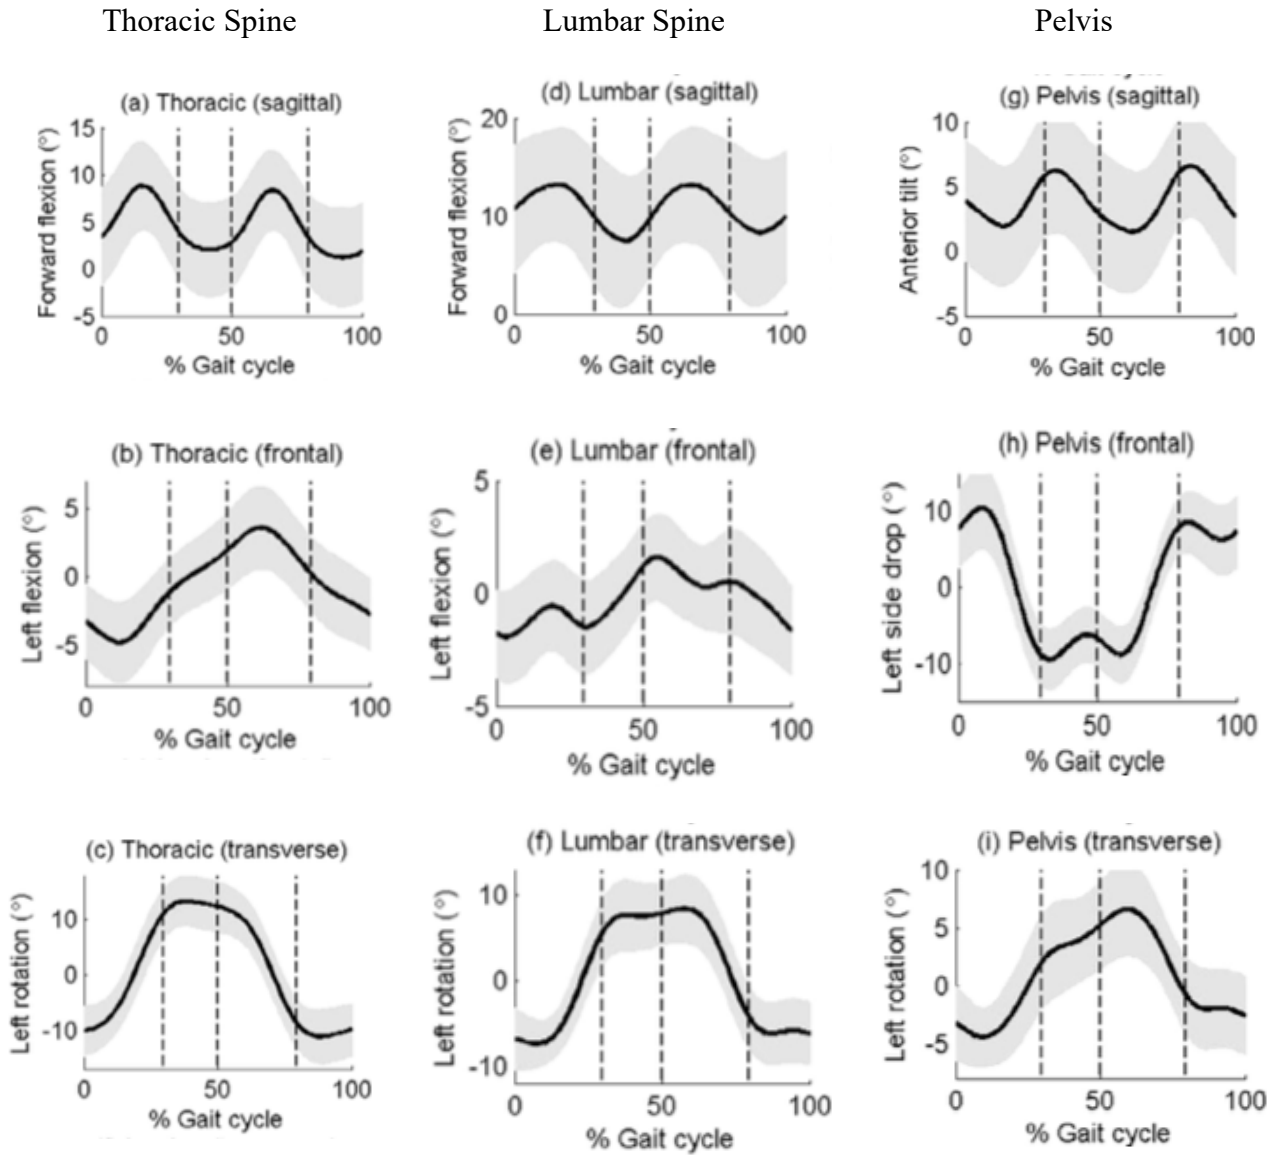 Thoracic Spine Lumbar Spine Pelvis
(a) Thoracic (sagittal)
15
10
5
0
-5
Forward flexion (°)
0 50 100
% Gait cycle
(d) Lumbar (sagittal)
20
10
0
Forward flexion (°)
0 50 100
% Gait cycle
(g) Pelvis (sagittal)
10
5
0
-5
Anterior tilt (°)
0 50 100
% Gait cycle
(b) Thoracic (frontal)
5
0
-5
Left flexion (°)
0 50 100
% Gait cycle
(e) Lumbar (frontal)
5
0
-5
Left flexion (°)
0 50 100
% Gait cycle
(h) Pelvis (frontal)
10
0
-10
Left side drop (°)
0 50 100
% Gait cycle
(c) Thoracic (transverse)
10
0
-10
Left rotation (°)
0 50 100
% Gait cycle
(f) Lumbar (transverse)
10
0
-10
Left rotation (°)
0 50 100
% Gait cycle
(i) Pelvis (transverse)
10
5
0
-5
Left rotation (°)
0 50 100
% Gait cycle